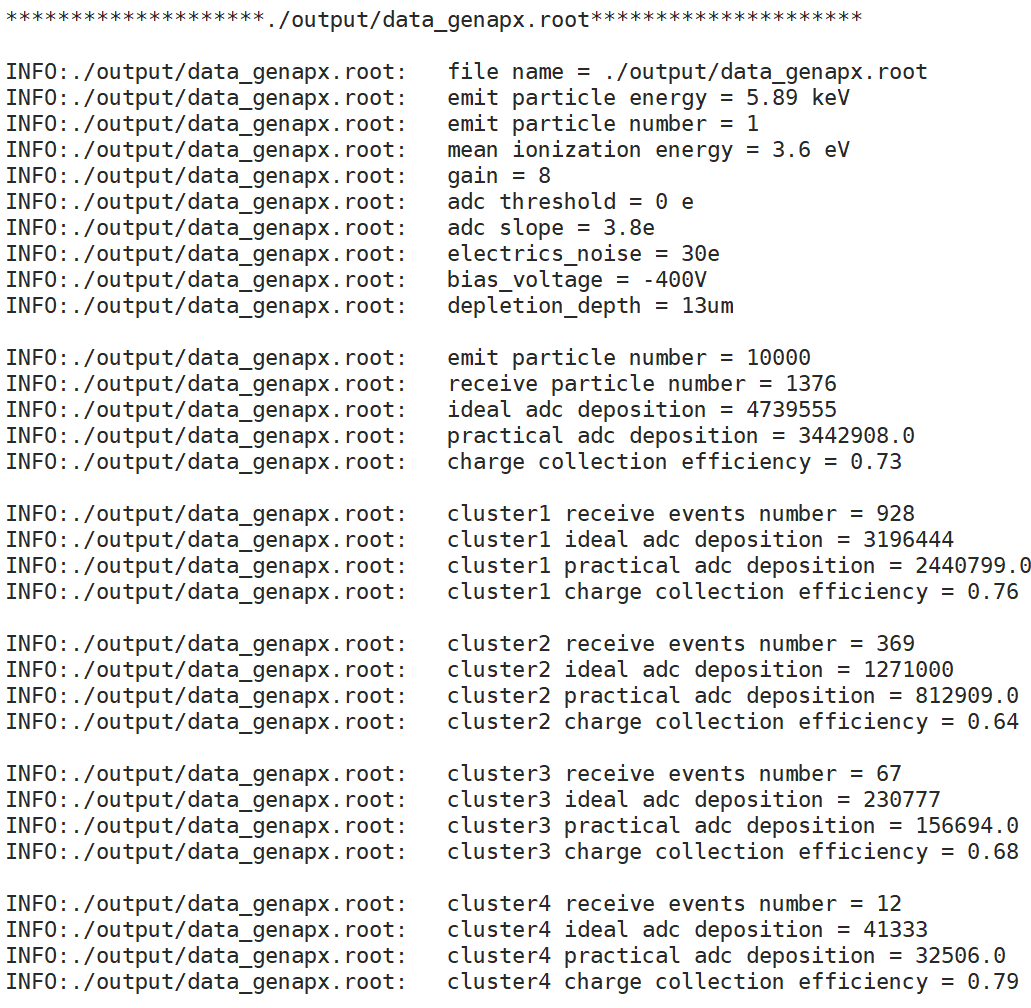 ********************./output/data_genapx.root*********************
INFO:./output/data_genapx.root:   file name = ./output/data_genapx.root
INFO:./output/data_genapx.root:   emit particle energy = 5.89 keV
INFO:./output/data_genapx.root:   emit particle number = 1
INFO:./output/data_genapx.root:   mean ionization energy = 3.6 eV
INFO:./output/data_genapx.root:   gain = 8
INFO:./output/data_genapx.root:   adc threshold = 0 e
INFO:./output/data_genapx.root:   adc slope = 3.8e
INFO:./output/data_genapx.root:   electrics_noise = 30e
INFO:./output/data_genapx.root:   bias_voltage = -400V
INFO:./output/data_genapx.root:   depletion_depth = 13um
INFO:./output/data_genapx.root:   emit particle number = 10000
INFO:./output/data_genapx.root:   receive particle number = 1376
INFO:./output/data_genapx.root:   ideal adc deposition = 4739555
INFO:./output/data_genapx.root:   practical adc deposition = 3442908.0
INFO:./output/data_genapx.root:   charge collection efficiency = 0.73
INFO:./output/data_genapx.root:   cluster1 receive events number = 928
INFO:./output/data_genapx.root:   cluster1 ideal adc deposition = 3196444
INFO:./output/data_genapx.root:   cluster1 practical adc deposition = 2440799.0
INFO:./output/data_genapx.root:   cluster1 charge collection efficiency = 0.76
INFO:./output/data_genapx.root:   cluster2 receive events number = 369
INFO:./output/data_genapx.root:   cluster2 ideal adc deposition = 1271000
INFO:./output/data_genapx.root:   cluster2 practical adc deposition = 812909.0
INFO:./output/data_genapx.root:   cluster2 charge collection efficiency = 0.64
INFO:./output/data_genapx.root:   cluster3 receive events number = 67
INFO:./output/data_genapx.root:   cluster3 ideal adc deposition = 230777
INFO:./output/data_genapx.root:   cluster3 practical adc deposition = 156694.0
INFO:./output/data_genapx.root:   cluster3 charge collection efficiency = 0.68
INFO:./output/data_genapx.root:   cluster4 receive events number = 12
INFO:./output/data_genapx.root:   cluster4 ideal adc deposition = 41333
INFO:./output/data_genapx.root:   cluster4 practical adc deposition = 32506.0
INFO:./output/data_genapx.root:   cluster4 charge collection efficiency = 0.79